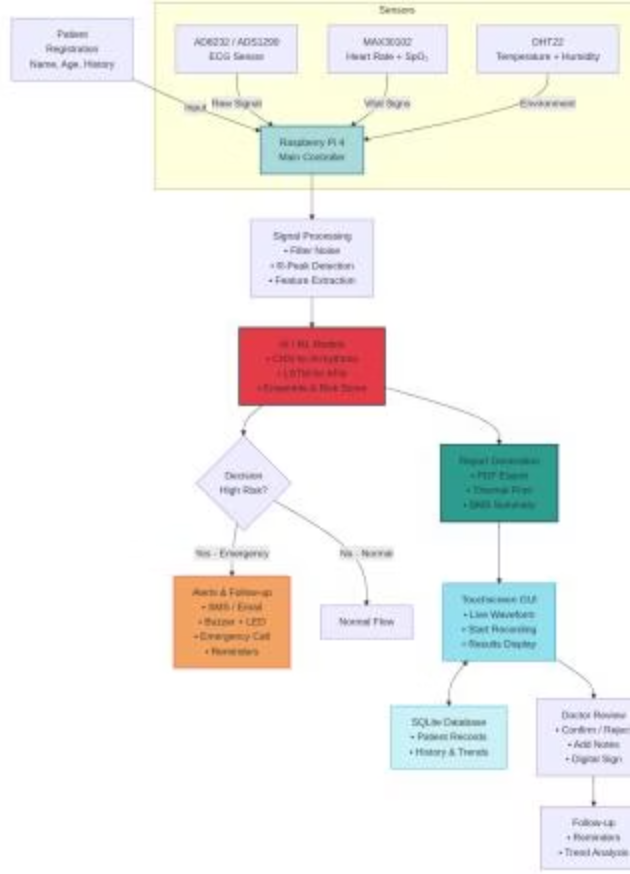 Sensors
Patient
Registration
Name, Age, History
AD8232 / ADS1298
ECG Sensor
MAX30102
Heart Rate + SpO₂
DHT22
Temperature + Humidity
Input
Raw Signal
Vital Signs
Environment
Raspberry Pi 4
Main Controller
Signal Processing
• Filter Noise
• R-Peak Detection
• Feature Extraction
AI / ML Models
• CNN for Arrhythmia
• LSTM for
• Ensemble & Risk Score
Decision
High Risk?
Report Generation
• PDF Export
• Thermal Print
• SMS Summary
Yes - Emergency
No - Normal
Alerts & Follow-up
• SMS / Email
• Buzzer + LED
• Emergency Call
• Reminders
Normal Flow
Touchscreen GUI
• Live Waveform
• Start Recording
• Results Display
SQLite Database
• Patient Records
• History & Trends
Doctor Review
• Confirm / Reject
• Add Notes
• Digital Sign
Follow-up
• Reminders
• Trend Analysis